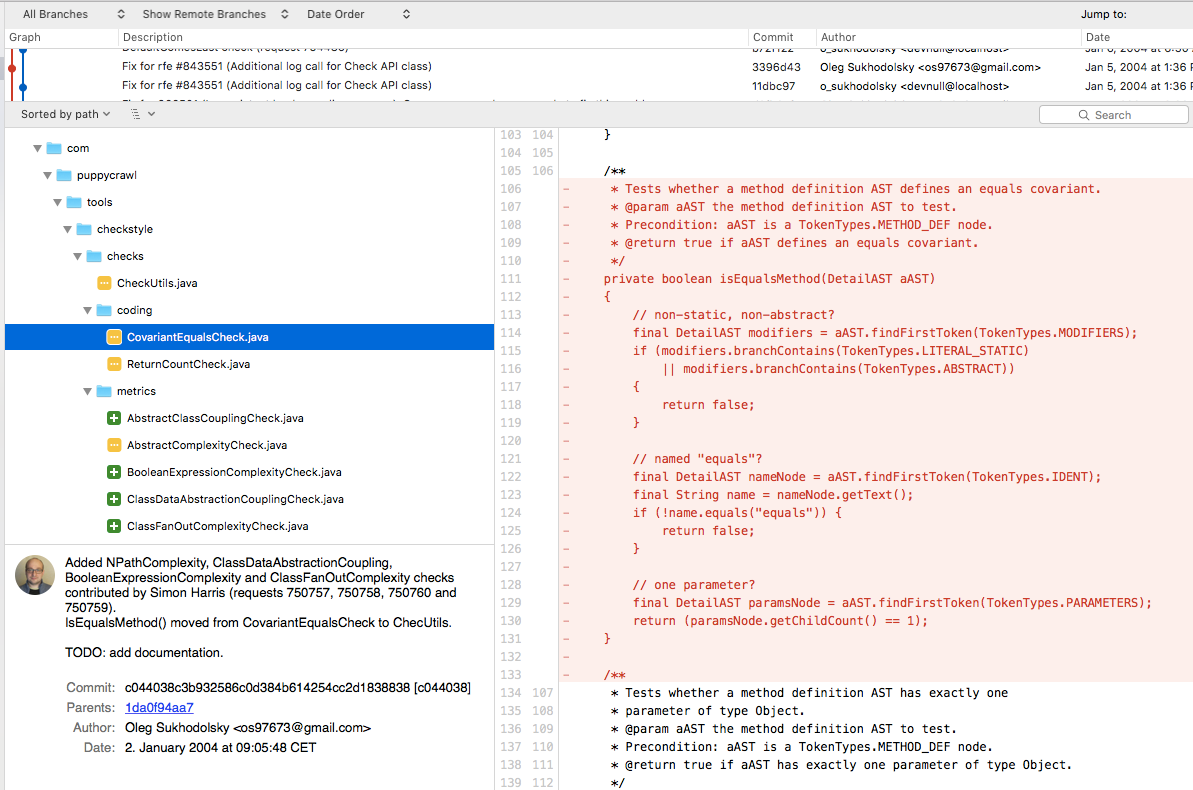 All Branches Show Remote Branches Date Order Jump to:
Graph Description Commit Author Date
b72f122 o_sukhodolsky <devnull@localhost>
Fix for rfe #843551 (Additional log call for Check API class) 3396d43 Oleg Sukhodolsky <os97673@gmail.com> Jan 5, 2004 at 1:36 P
Fix for rfe #843551 (Additional log call for Check API class) 11dbc97 o_sukhodolsky <devnull@localhost> Jan 5, 2004 at 1:36 P
Sorted by path Search
com
puppycrawl
tools
checkstyle
checks
CheckUtils.java
coding
CovariantEqualsCheck.java
ReturnCountCheck.java
metrics
AbstractClassCouplingCheck.java
AbstractComplexityCheck.java
BooleanExpressionComplexityCheck.java
ClassDataAbstractionCouplingCheck.java
ClassFanOutComplexityCheck.java
Added NPathComplexity, ClassDataAbstractionCoupling,
BooleanExpressionComplexity and ClassFanOutComplexity checks
contributed by Simon Harris (requests 750757, 750758, 750760 and
750759).
IsEqualsMethod() moved from CovariantEqualsCheck to ChecUtils.
TODO: add documentation.
Commit: c044038c3b932586c0d384b614254cc2d1838838 [c044038]
Parents: 1da0f94aa7
Author: Oleg Sukhodolsky <os97673@gmail.com>
Date: 2. January 2004 at 09:05:48 CET
103 104 }
104 105
105 106 /**
106 - * Tests whether a method definition AST defines an equals covariant.
107 - * @param aAST the method definition AST to test.
108 - * Precondition: aAST is a TokenTypes.METHOD_DEF node.
109 - * @return true if aAST defines an equals covariant.
110 - */
111 - private boolean isEqualsMethod(DetailAST aAST)
112 - {
113 - // non-static, non-abstract?
114 - final DetailAST modifiers = aAST.findFirstToken(TokenTypes.MODIFIERS);
115 - if (modifiers.branchContains(TokenTypes.LITERAL_STATIC)
116 - || modifiers.branchContains(TokenTypes.ABSTRACT))
117 - {
118 - return false;
119 - }
120 -
121 - // named "equals"?
122 - final DetailAST nameNode = aAST.findFirstToken(TokenTypes.IDENT);
123 - final String name = nameNode.getText();
124 - if (!name.equals("equals")) {
125 - return false;
126 - }
127 -
128 - // one parameter?
129 - final DetailAST paramsNode = aAST.findFirstToken(TokenTypes.PARAMETERS);
130 - return (paramsNode.getChildCount() == 1);
131 - }
132 -
133 - /**
134 107 * Tests whether a method definition AST has exactly one
135 108 * parameter of type Object.
136 109 * @param aAST the method definition AST to test.
137 110 * Precondition: aAST is a TokenTypes.METHOD_DEF node.
138 111 * @return true if aAST has exactly one parameter of type Object.
139 112 */